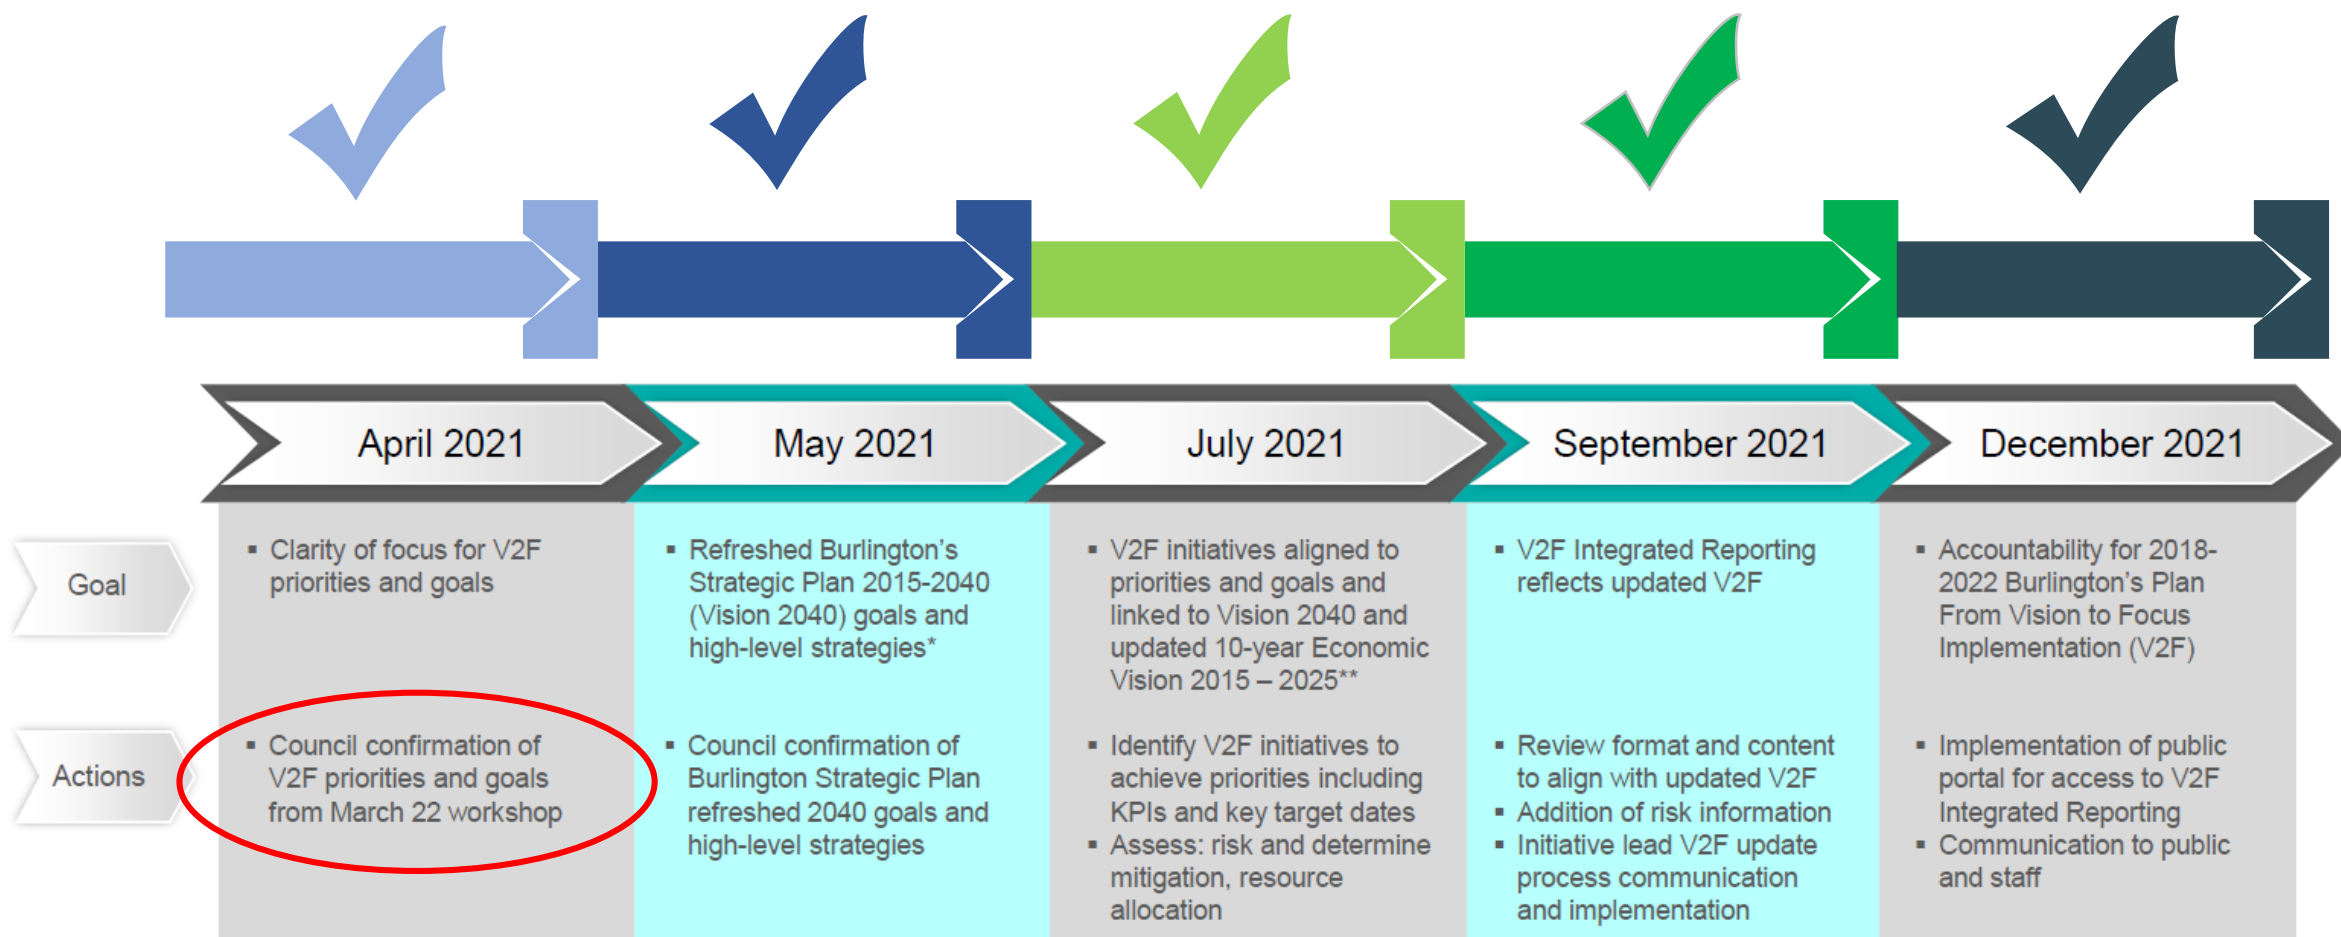 April 2021
May 2021
July 2021
September 2021
December 2021
Goal
▪ Clarity of focus for V2F
priorities and goals
▪ Refreshed Burlington's
Strategic Plan 2015-2040
(Vision 2040) goals and
high-level strategies*
▪ V2F initiatives aligned to
priorities and goals and
linked to Vision 2040 and
updated 10-year Economic
Vision 2015 – 2025**
▪ V2F Integrated Reporting
reflects updated V2F
▪ Accountability for 2018-
2022 Burlington's Plan
From Vision to Focus
Implementation (V2F)
Actions
▪ Council confirmation of
V2F priorities and goals
from March 22 workshop
▪ Council confirmation of
Burlington Strategic Plan
refreshed 2040 goals and
high-level strategies
▪ Identify V2F initiatives to
achieve priorities including
KPIs and key target dates
▪ Assess: risk and determine
mitigation, resource
allocation
▪ Review format and content
to align with updated V2F
▪ Addition of risk information
▪ Initiative lead V2F update
process communication
and implementation
▪ Implementation of public
portal for access to V2F
Integrated Reporting
▪ Communication to public
and staff